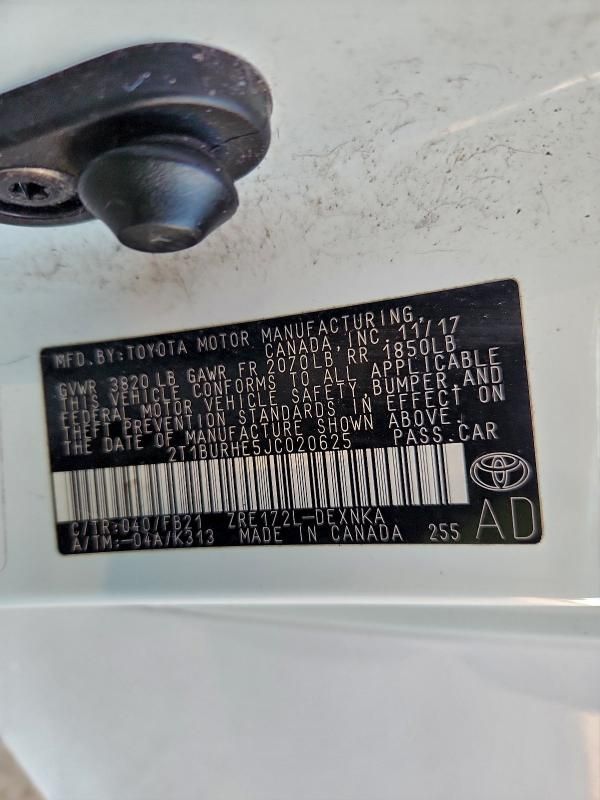 MFD.BY:TOYOTA MOTOR MANUFACTURING,
CANADA, INC. 11/17
GVWR 3820 LB GAWR FR 2070LB, RR 1850LB
THIS VEHICLE CONFORMS TO ALL APPLICABLE
FEDERAL MOTOR VEHICLE SAFETY, BUMPER, AND
THEFT PREVENTION STANDARDS IN EFFECT ON
THE DATE OF MANUFACTURE SHOWN ABOVE.
2T1BURHE5JC020625 PASS.CAR
C/TR:040/FB21 ZRE172L-DEXNKA
A/TM:-04A/K313 MADE IN CANADA 255 AD